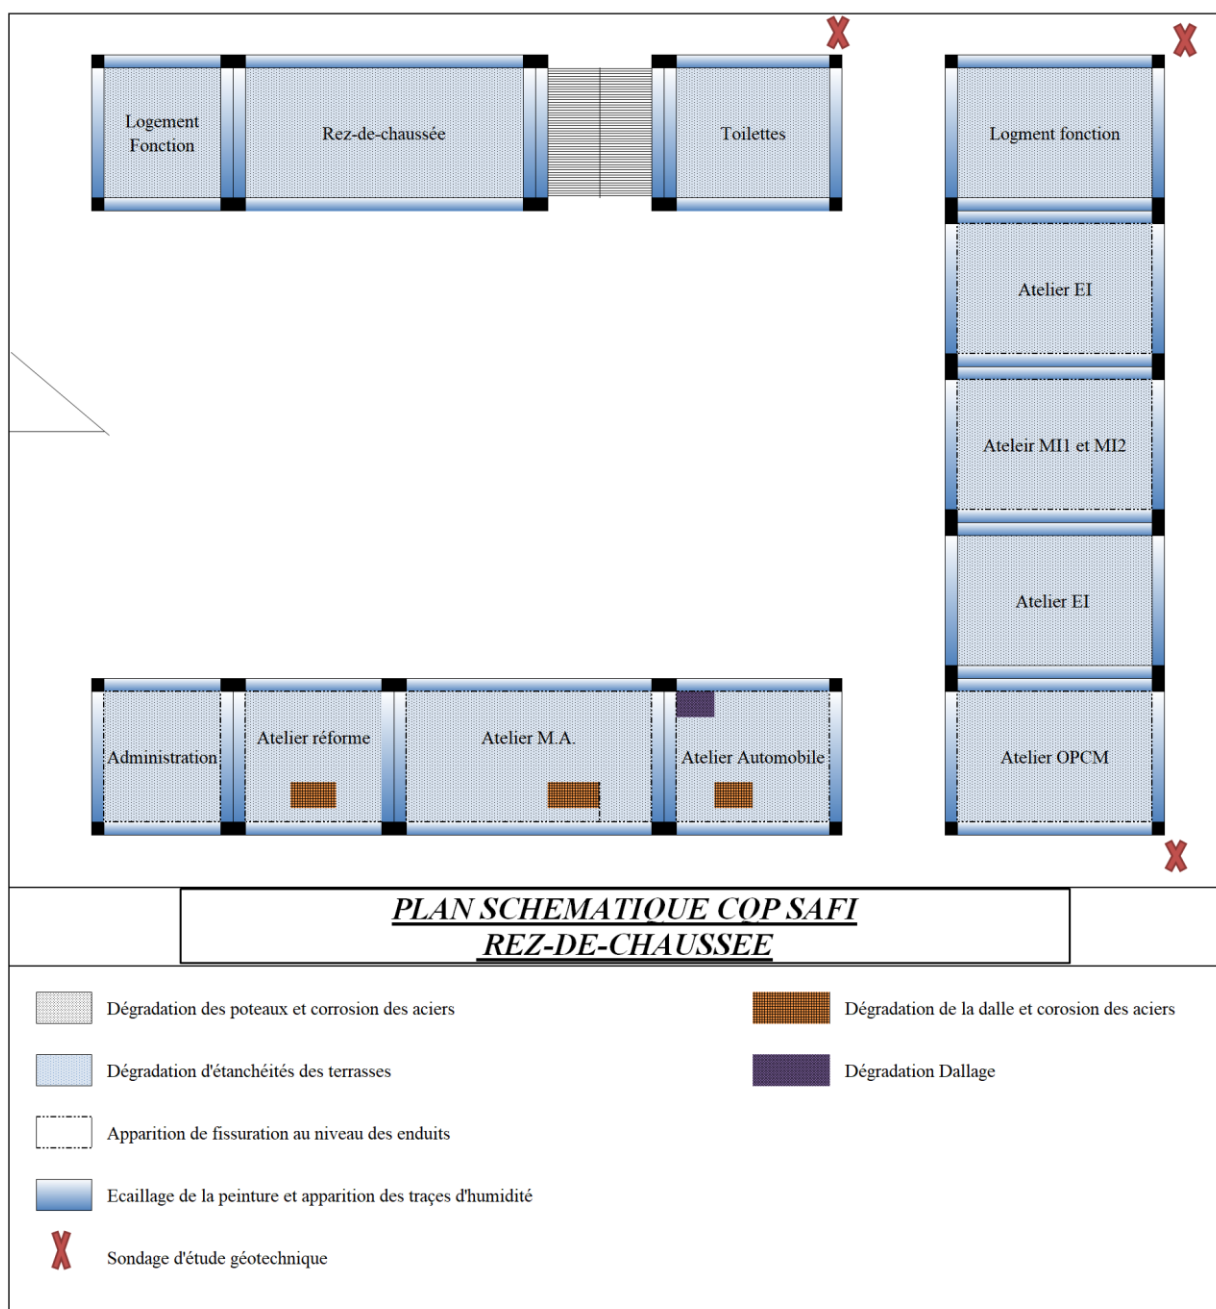 Logement
Fonction
Rez-de-chaussée
Toilettes
Logment fonction
Atelier EI
Ateleir MI1 et MI2
Atelier EI
Administration
Atelier réforme
Atelier M.A.
Atelier Automobile
Atelier OPCM
PLAN SCHEMATIQUE CQP SAFI
REZ-DE-CHAUSSEE
Dégradation des poteaux et corrosion des aciers
Dégradation de la dalle et corosion des aciers
Dégradation d'étanchéités des terrasses
Dégradation Dallage
Apparition de fissuration au niveau des enduits
Ecaillage de la peinture et apparition des traçes d'humidité
Sondage d'étude géotechnique